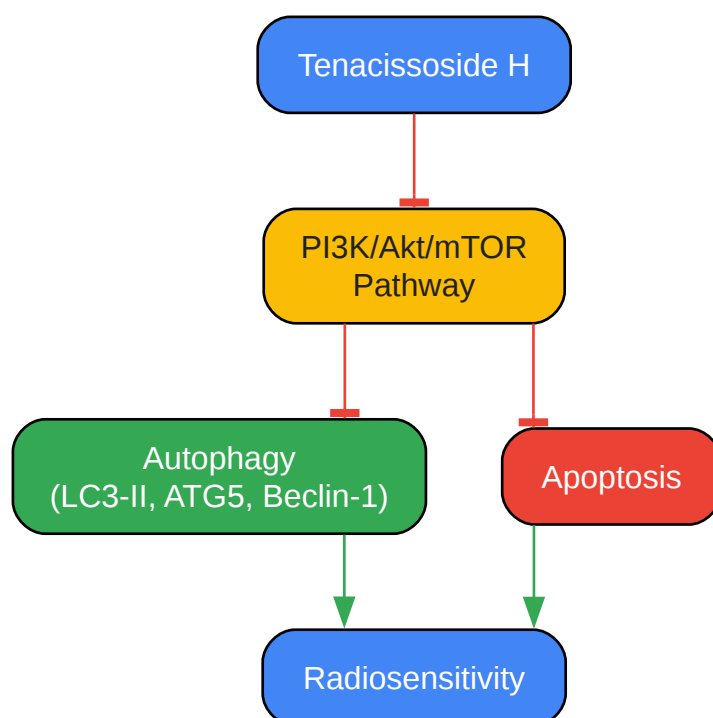 Tenacissoside H
PI3K/Akt/mTOR
Pathway
Autophagy
(LC3-II, ATG5, Beclin-1)
Apoptosis
Radiosensitivity